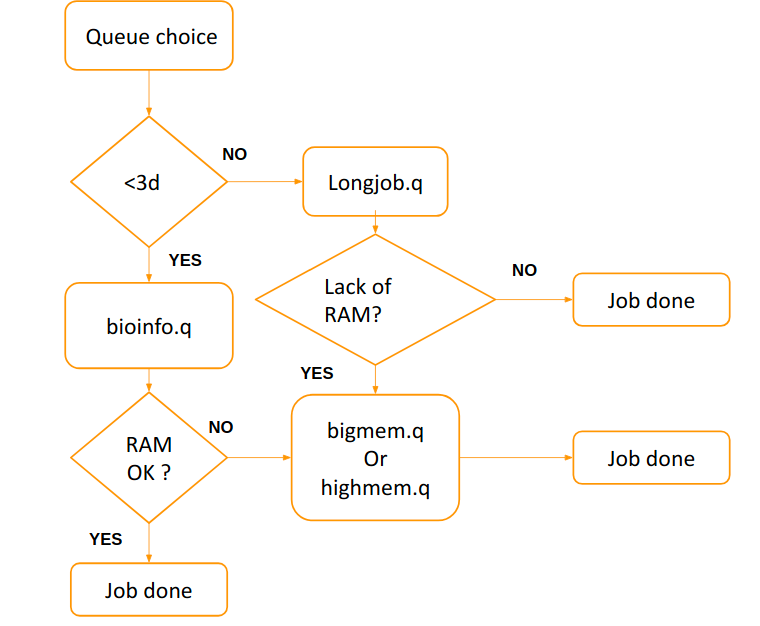 Queue choice
NO
<3d
Longjob.q
YES
Lack of
RAM?
NO
Job done
bioinfo.q
YES
RAM
OK ?
NO
bigmem.q
Or
highmem.q
Job done
YES
Job done